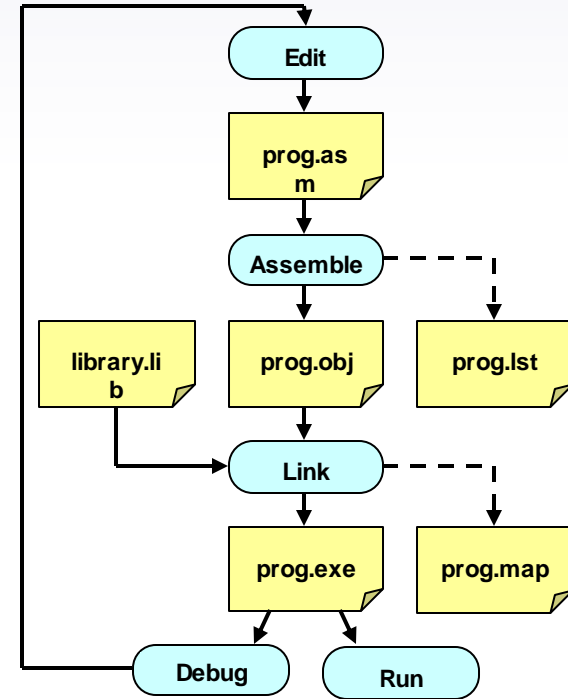 Edit
prog.as
m
Assemble
library.li
b
prog.obj
prog.lst
Link
prog.exe
prog.map
Debug
Run